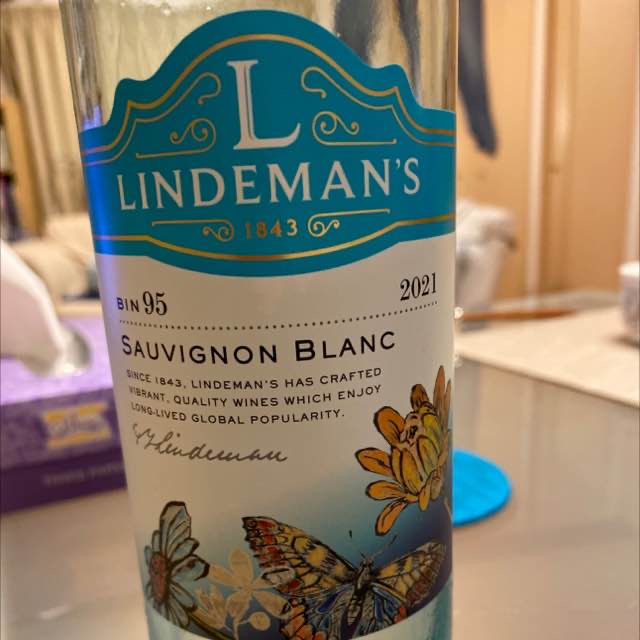 L
LINDEMAN'S
1843
BIN 95
2021
SAUVIGNON BLANC
SINCE 1843, LINDEMAN'S HAS CRAFTED
VIBRANT, QUALITY WINES WHICH ENJOY
LONG-LIVED GLOBAL POPULARITY.
Lindeman